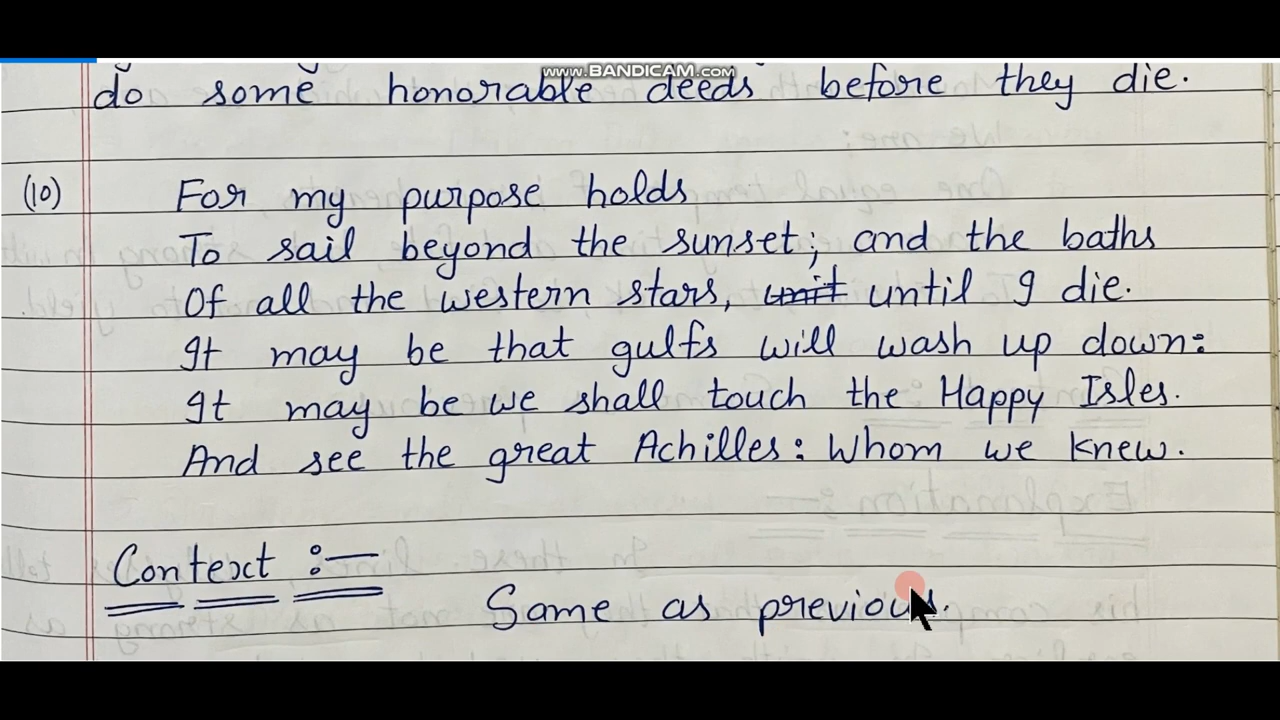 www.BANDICAM.com
do some honorable deeds before they die.
(10) For my purpose holds
To sail beyond the sunset; and the baths
Of all the western stars, unit until I die.
It may be that gulfs will wash up down:
It may be we shall touch the Happy Isles.
And see the great Achilles: Whom we knew.
Context :—
Same as previous.